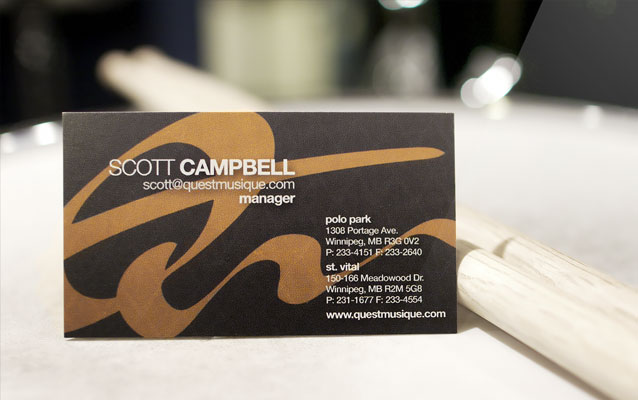 SCOTT CAMPBELL
scott@questmusique.com
manager
polo park
1308 Portage Ave.
Winnipeg, MB R3G 0V2
P: 233-4151 F: 233-2640
st. vital
150-166 Meadowood Dr.
Winnipeg, MB R2M 5G8
P: 231-1677 F: 233-4554
www.questmusique.com